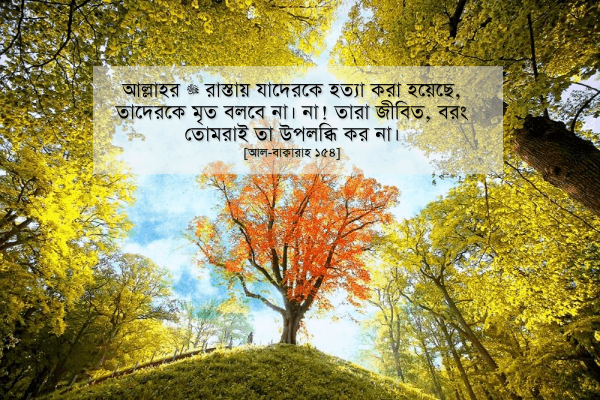 আল্লাহর ﷻ রাস্তায় যাদেরকে হত্যা করা হয়েছে,
তাদেরকে মৃত বলবে না। না! তারা জীবিত, বরং
তোমরাই তা উপলব্ধি কর না।
[আল-বাক্বারাহ ১৫৪]